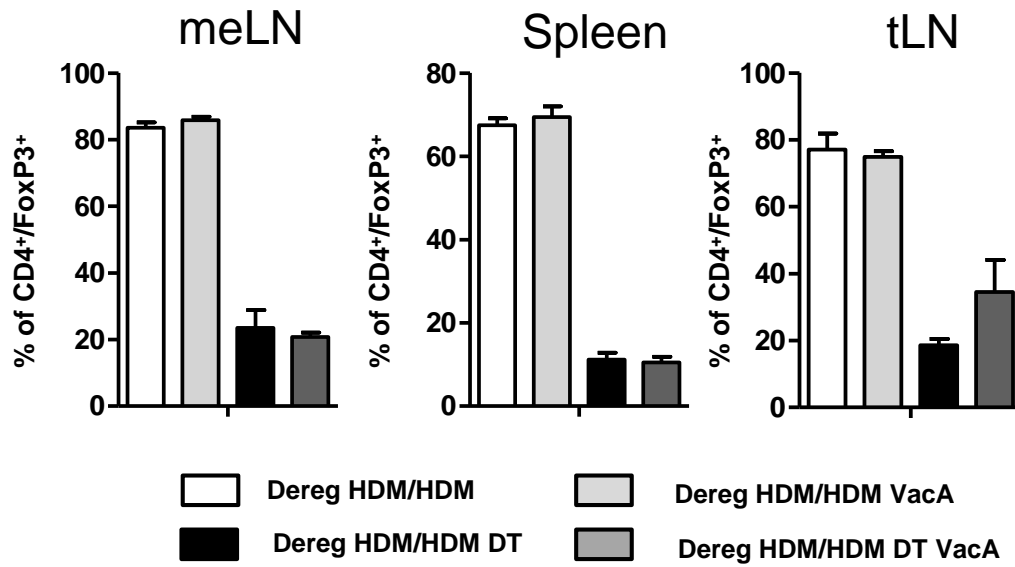 meLN
% of CD4⁺/FoxP3⁺
100
80
60
40
20
0
Spleen
% of CD4⁺/FoxP3⁺
80
60
40
20
0
tLN
% of CD4⁺/FoxP3⁺
100
80
60
40
20
0
Dereg HDM/HDM
Dereg HDM/HDM VacA
Dereg HDM/HDM DT
Dereg HDM/HDM DT VacA